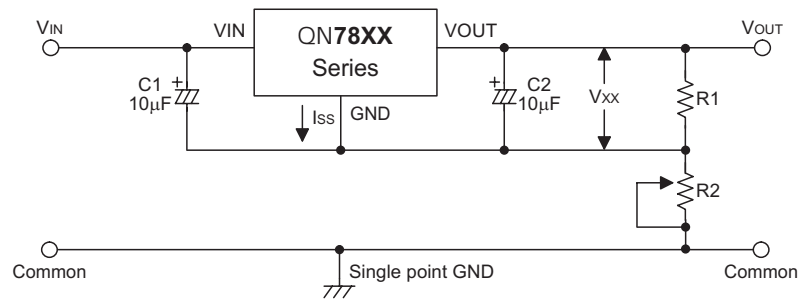 VIN
VIN
QN78XX
Series
VOUT
VOUT
C1
10μF
+
ISS
GND
+
C2
10μF
VXX
R1
R2
Common
Single point GND
Common